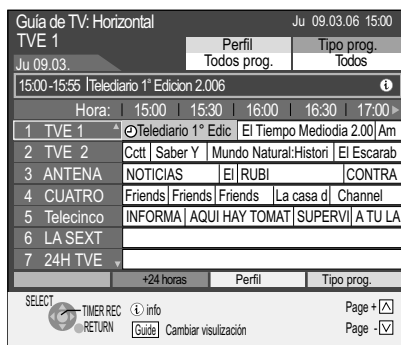 Guía de TV: Horizontal Ju 09.03.06 15:00
TVE 1 Perfil Tipo prog.
Ju 09.03. Todos prog. Todos
15:00 -15:55 Telediario 1ª Edicion 2.006 i
Hora: 15:00 15:30 16:00 16:30 17:00
1 TVE 1 Telediario 1° Edic El Tiempo Mediodia 2.00 Am
2 TVE 2 Cctt Saber Y Mundo Natural:Histori El Escarab
3 ANTENA NOTICIAS El RUBI CONTRA
4 CUATRO Friends Friends Friends La casa d Channel
5 Telecinco INFORMA AQUI HAY TOMAT SUPERVI A TU LA
6 LA SEXT
7 24H TVE
+24 horas Perfil Tipo prog.
SELECT TIMER REC i info Page +
RETURN Guide Cambiar visulización Page -